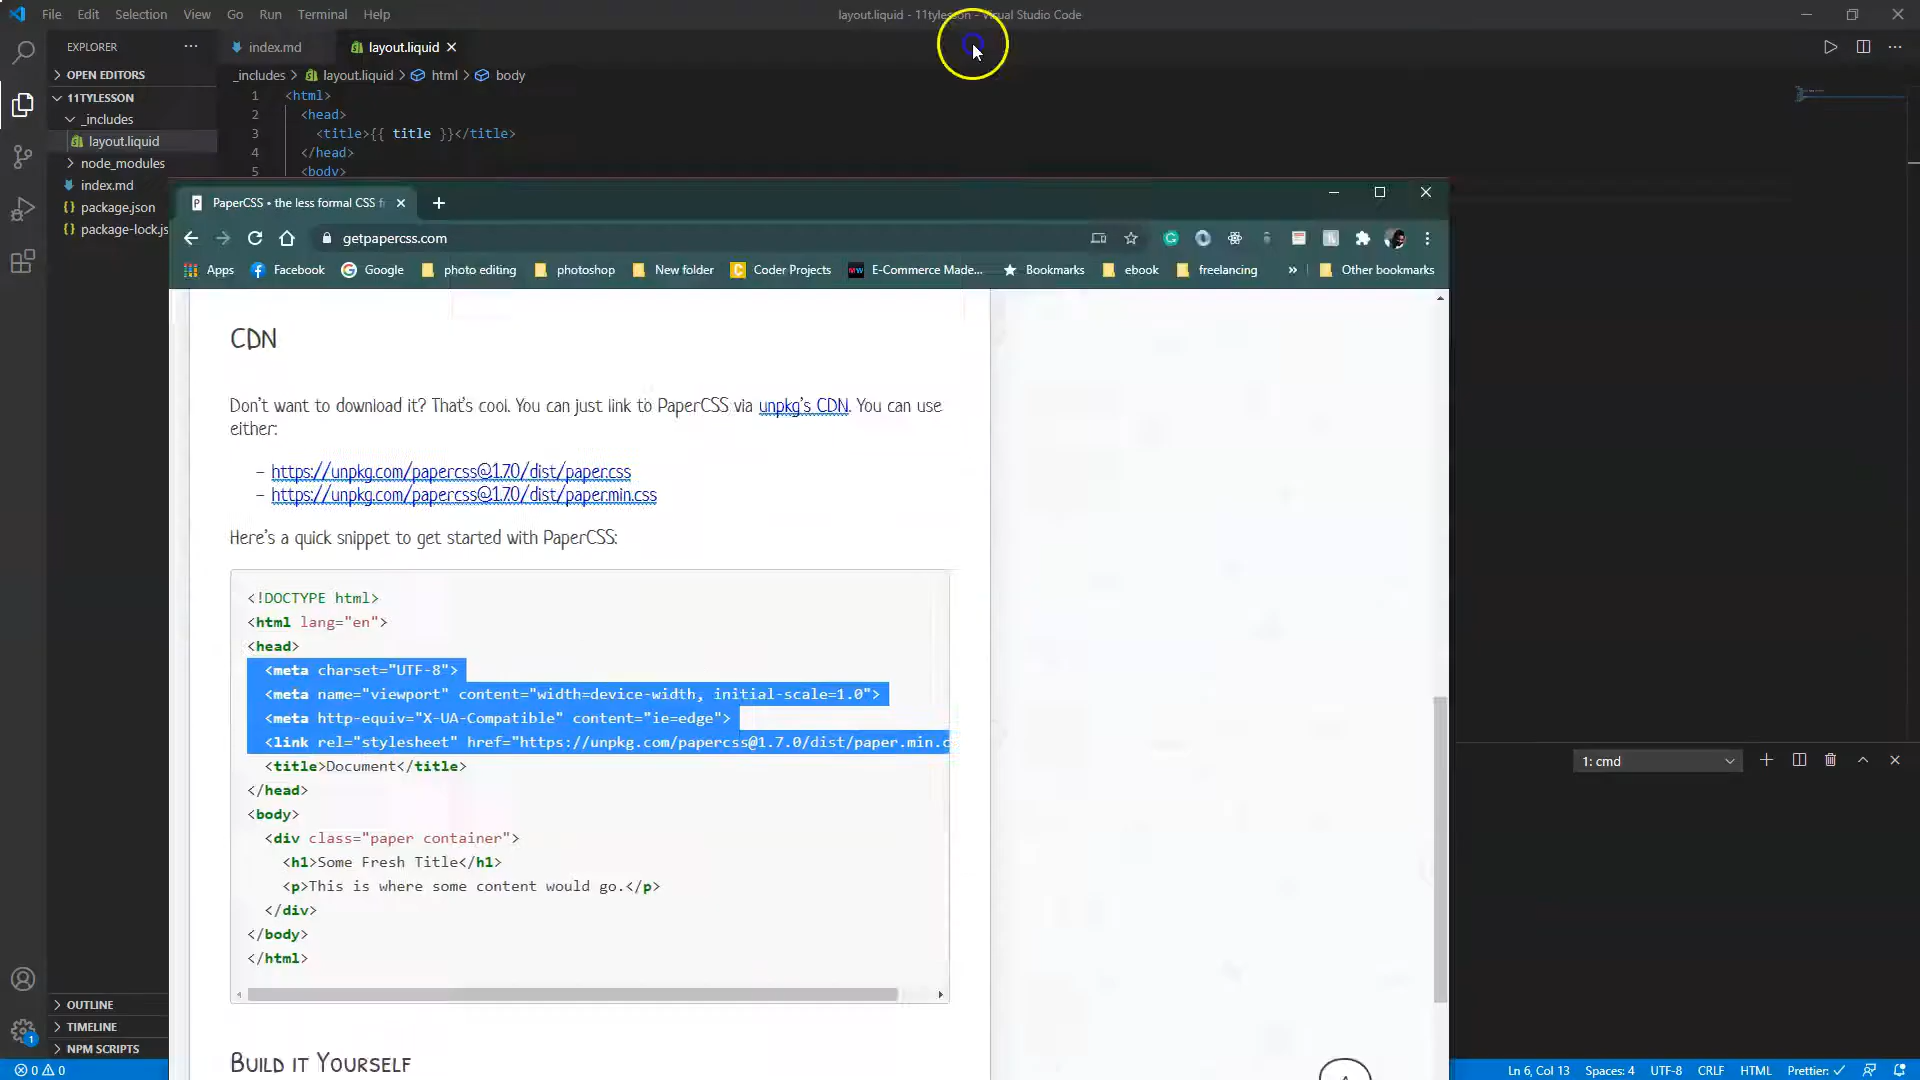 File Edit Selection View Go Run Terminal Help
layout.liquid - 11tylesson - Visual Studio Code
EXPLORER
index.md
layout.liquid
OPEN EDITORS
_includes > layout.liquid > html > body
11TYLESSON
_includes
layout.liquid
node_modules
index.md
package.json
package-lock.js
1 <html>
2 <head>
3 <title>{{ title }}</title>
4 </head>
5 <body>
PaperCSS • the less formal CSS f
getpapercss.com
Apps Facebook Google photo editing photoshop New folder Coder Projects E-Commerce Made... Bookmarks ebook freelancing » Other bookmarks
CDN
Don't want to download it? That's cool. You can just link to PaperCSS via unpkg's CDN. You can use
either:
– https://unpkg.com/papercss@1.7.0/dist/paper.css
– https://unpkg.com/papercss@1.7.0/dist/paper.min.css
Here's a quick snippet to get started with PaperCSS:
<!DOCTYPE html>
<html lang="en">
<head>
<meta charset="UTF-8">
<meta name="viewport" content="width=device-width, initial-scale=1.0">
<meta http-equiv="X-UA-Compatible" content="ie=edge">
<link rel="stylesheet" href="https://unpkg.com/papercss@1.7.0/dist/paper.min.c
<title>Document</title>
</head>
<body>
<div class="paper container">
<h1>Some Fresh Title</h1>
<p>This is where some content would go.</p>
</div>
</body>
</html>
BUILD IT YOURSELF
1: cmd
OUTLINE
TIMELINE
NPM SCRIPTS
1
0 0
Ln 6, Col 13 Spaces: 4 UTF-8 CRLF HTML Prettier: ✓